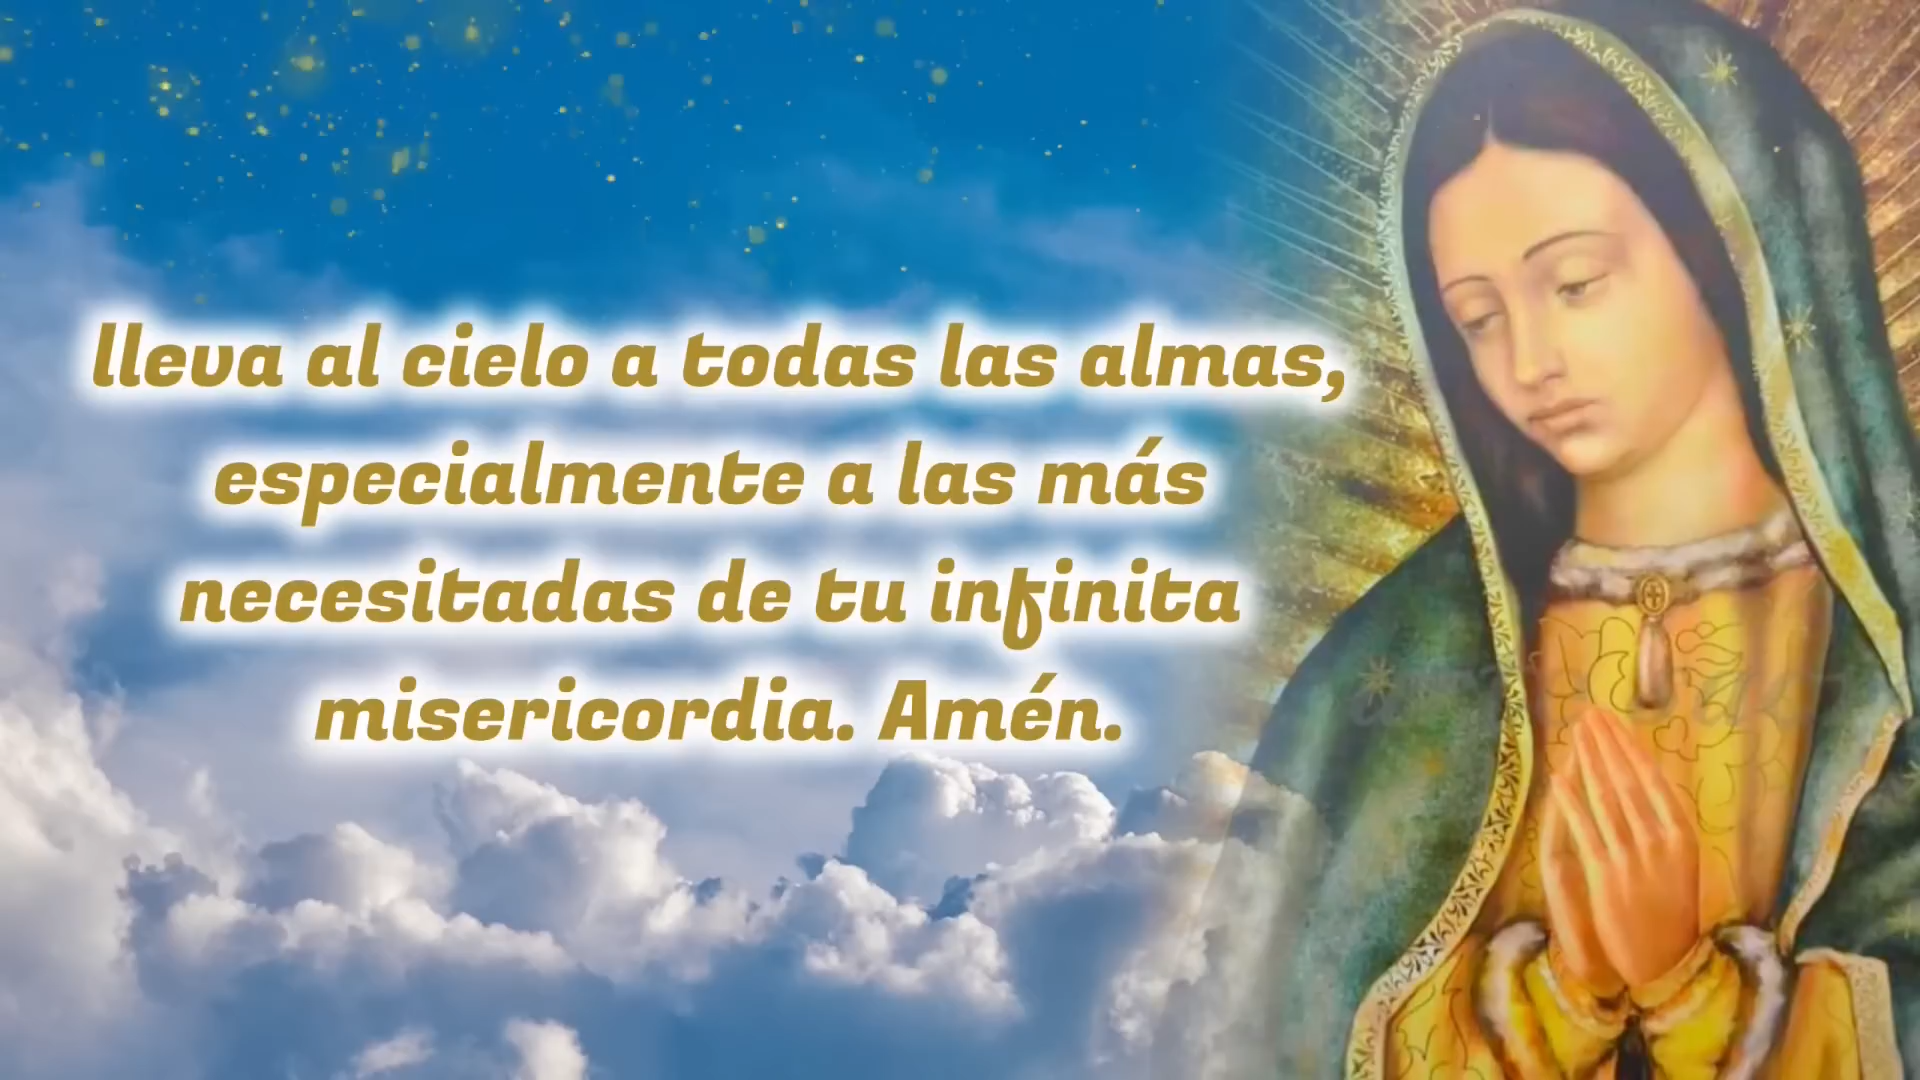 lleva al cielo a todas las almas,
especialmente a las más
necesitadas de tu infinita
misericordia. Amén.